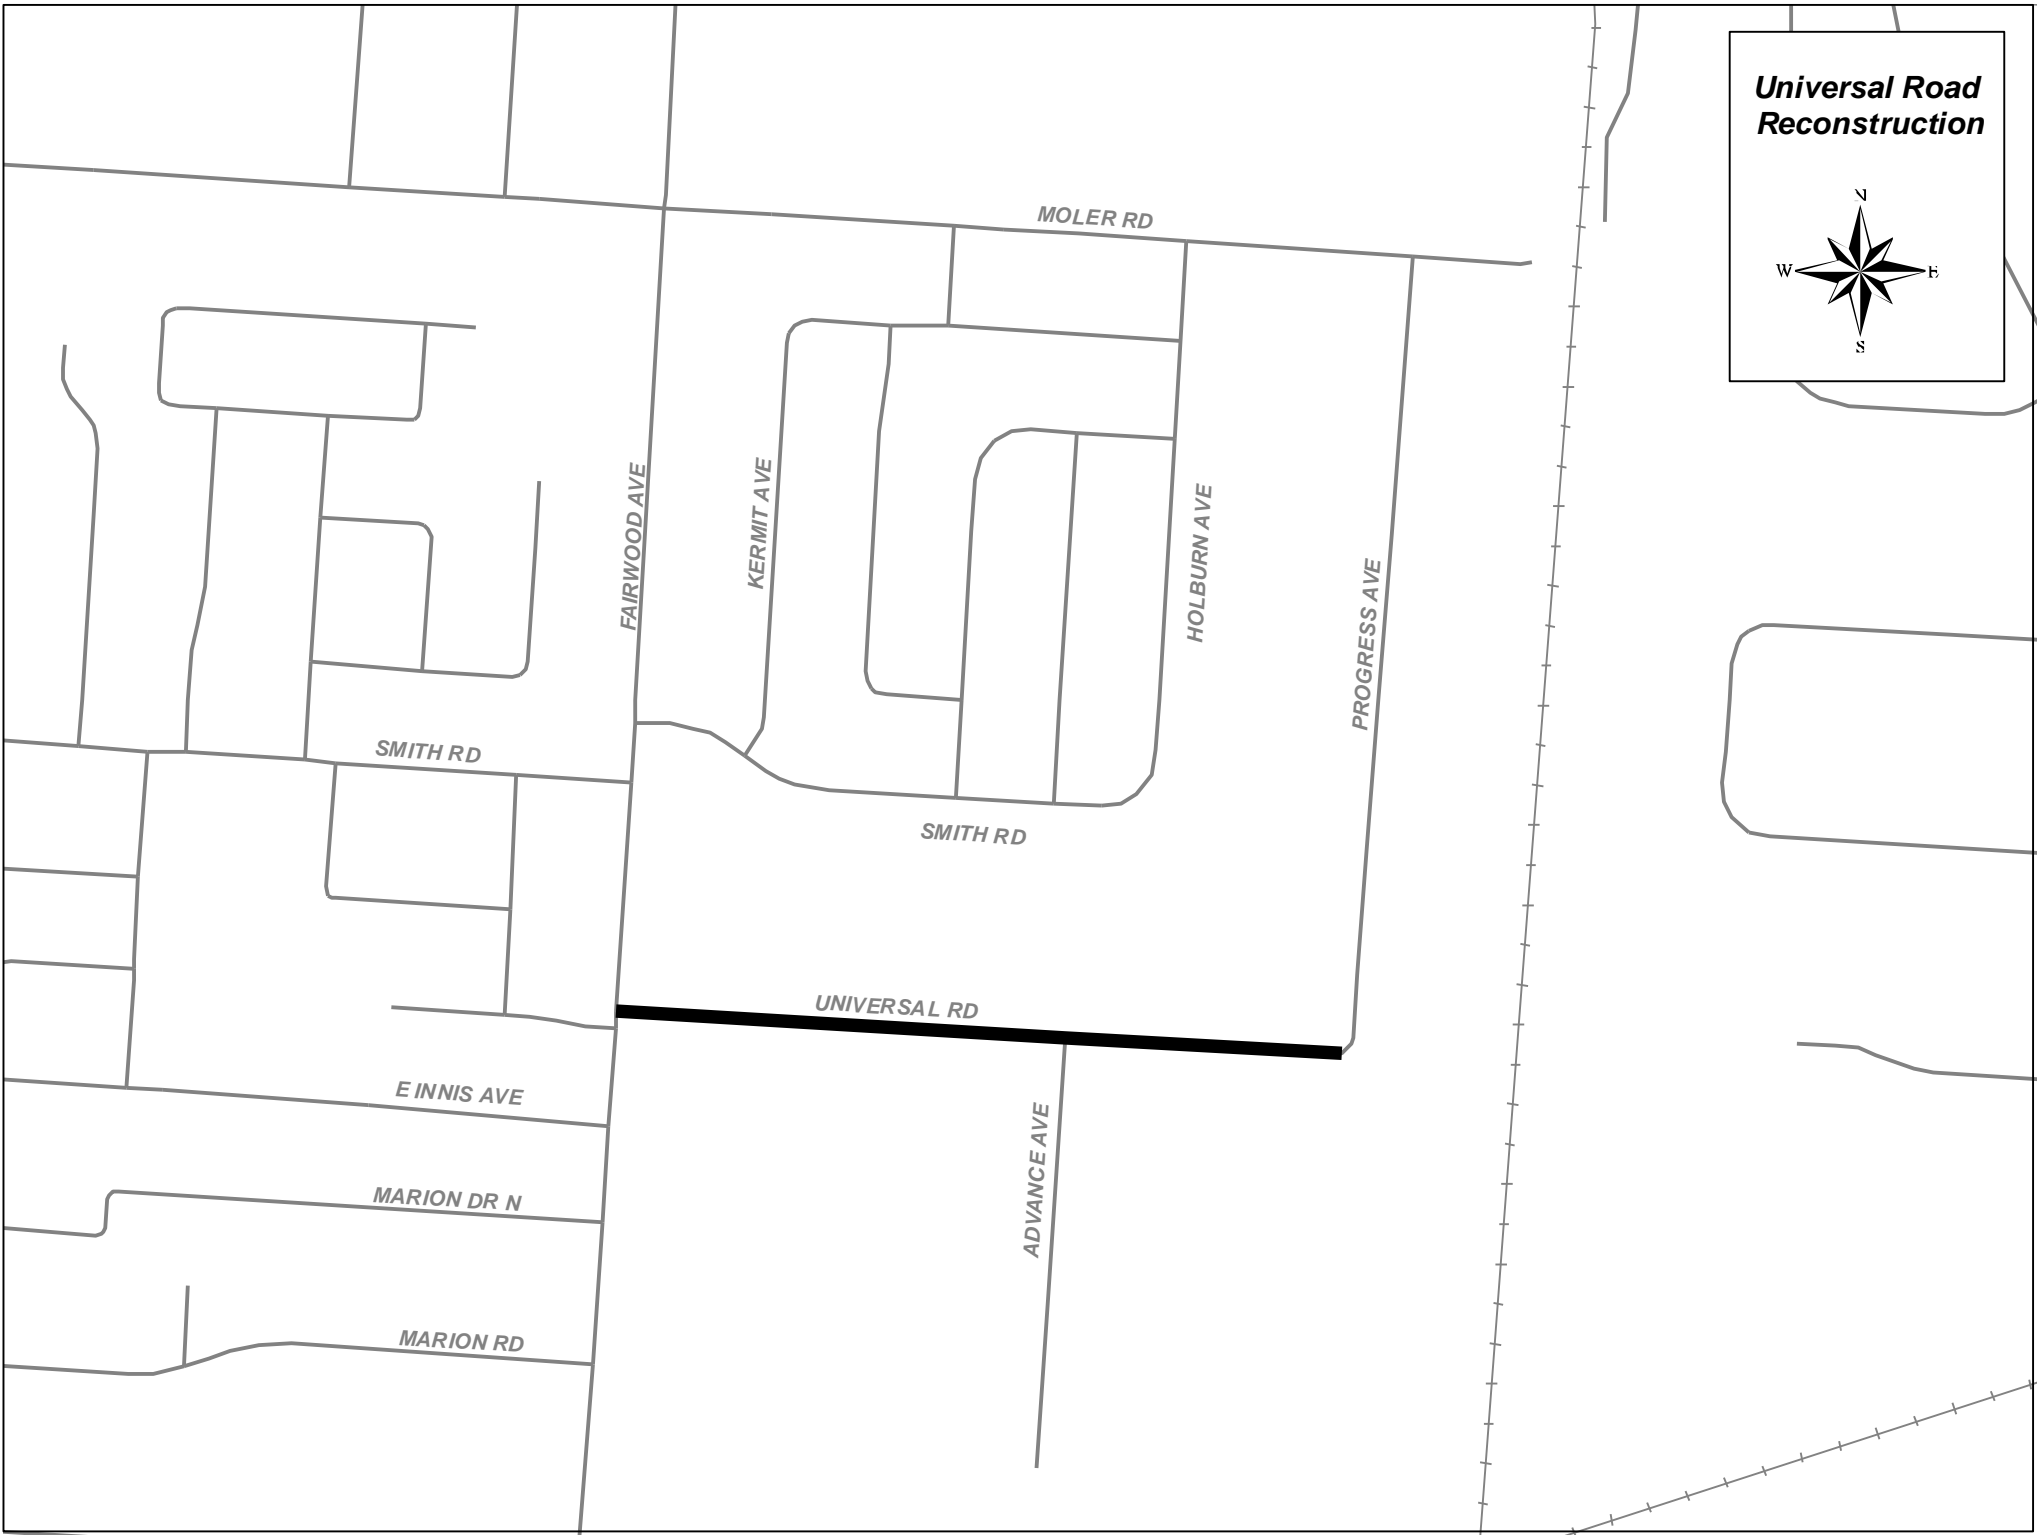 Universal Road
Reconstruction
N
W
E
S
MOLER RD
FAIRWOOD AVE
KERMIT AVE
HOLBURN AVE
PROGRESS AVE
SMITH RD
SMITH RD
UNIVERSAL RD
E INNIS AVE
ADVANCE AVE
MARION DR N
MARION RD